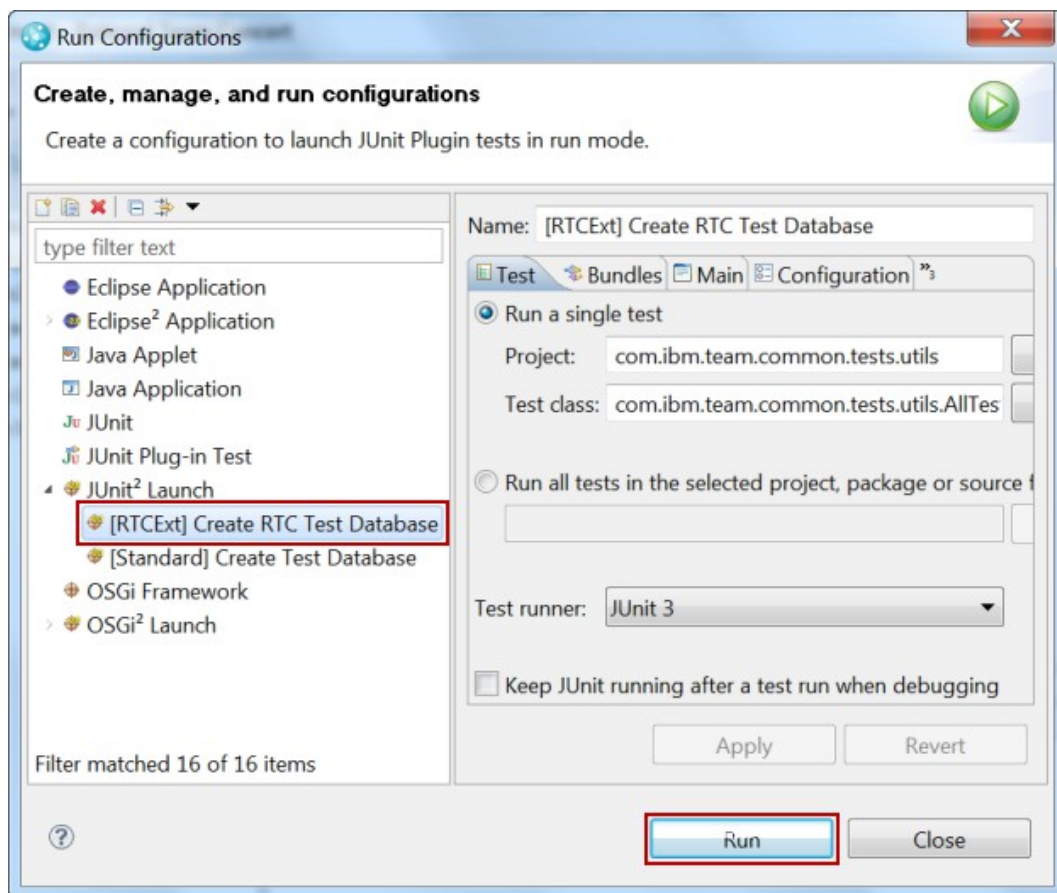 Run Configurations
Create, manage, and run configurations
Create a configuration to launch JUnit Plugin tests in run mode.
type filter text
Eclipse Application
Eclipse² Application
Java Applet
Java Application
Ju JUnit
JUnit Plug-in Test
JUnit² Launch
[RTCExt] Create RTC Test Database
[Standard] Create Test Database
OSGi Framework
OSGi² Launch
Filter matched 16 of 16 items
Name: [RTCExt] Create RTC Test Database
Test Bundles Main Configuration »3
Run a single test
Project: com.ibm.team.common.tests.utils
Test class: com.ibm.team.common.tests.utils.AllTes
Run all tests in the selected project, package or source f
Test runner: JUnit 3
Keep JUnit running after a test run when debugging
Apply Revert
? Run Close